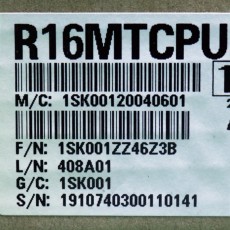 R16MTCPU
M/C: 1SK00120040601
F/N: 1SK001ZZ46Z3B
L/N: 408A01
G/C: 1SK001
S/N: 1910740300110141